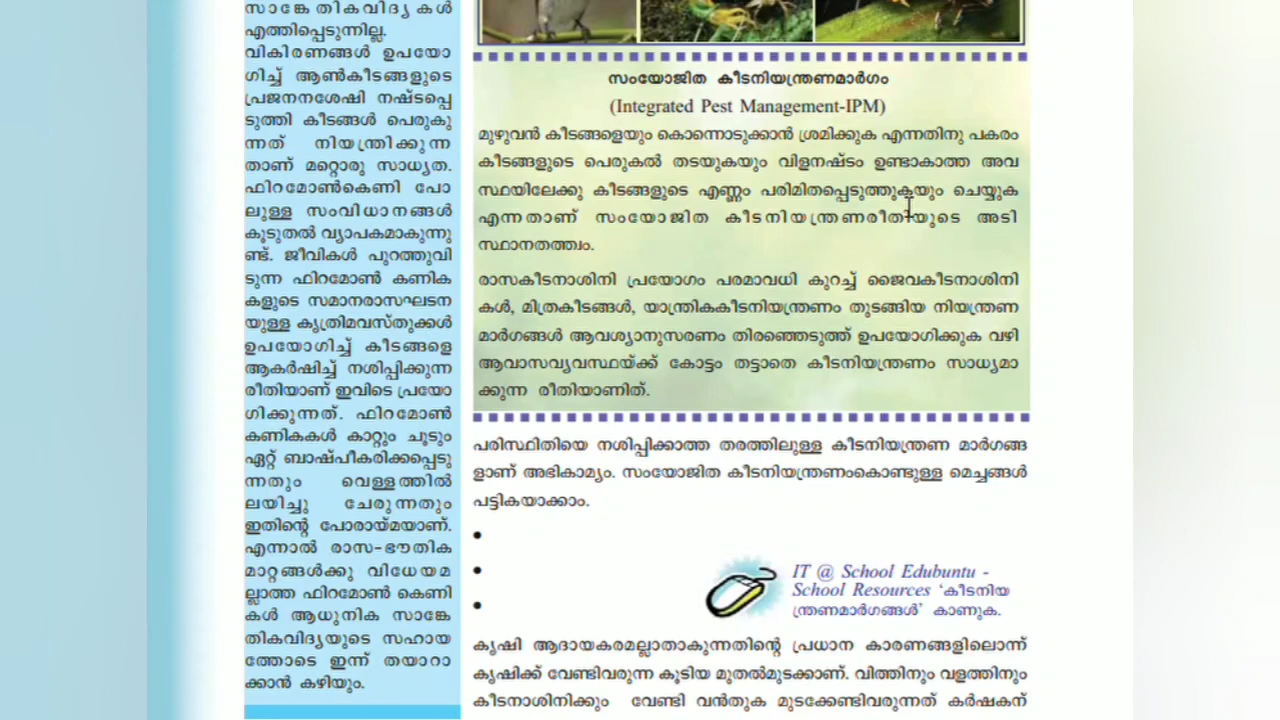 സാങ്കേതികവിദ്യകൾ
എത്തിപ്പെടുന്നില്ല.
വികിരണങ്ങൾ ഉപയോ
ഗിച്ച് ആൺകീടങ്ങളുടെ
പ്രജനനശേഷി നഷ്ടപ്പെ
ടുത്തി കീടങ്ങൾ പെരുകു
ന്നത് നിയന്ത്രിക്കുന്ന
താണ് മറ്റൊരു സാധ്യത.
ഫിറമോൺകെണി പോ
ലുള്ള സംവിധാനങ്ങൾ
കൂടുതൽ വ്യാപകമാകുന്നു
ണ്ട്. ജീവികൾ പുറത്തുവി
ടുന്ന ഫിറമോൺ കണിക
കളുടെ സമാനരാസഘടന
യുള്ള കൃത്രിമവസ്തുക്കൾ
ഉപയോഗിച്ച് കീടങ്ങളെ
ആകർഷിച്ച് നശിപ്പിക്കുന്ന
രീതിയാണ് ഇവിടെ പ്രയോ
ഗിക്കുന്നത്. ഫിറമോൺ
കണികകൾ കാറ്റും ചൂടും
ഏറ്റ് ബാഷ്പീകരിക്കപ്പെടു
ന്നതും വെള്ളത്തിൽ
ലയിച്ചു ചേരുന്നതും
ഇതിന്റെ പോരായ്മയാണ്.
എന്നാൽ രാസ-ഭൗതിക
മാറ്റങ്ങൾക്കു വിധേയമ
ല്ലാത്ത ഫിറമോൺ കെണി
കൾ ആധുനിക സാങ്കേ
തികവിദ്യയുടെ സഹായ
ത്തോടെ ഇന്ന് തയാറാ
ക്കാൻ കഴിയും.
സംയോജിത കീടനിയന്ത്രണമാർഗം
(Integrated Pest Management-IPM)
മുഴുവൻ കീടങ്ങളെയും കൊന്നൊടുക്കാൻ ശ്രമിക്കുക എന്നതിനു പകരം
കീടങ്ങളുടെ പെരുകൽ തടയുകയും വിളനഷ്ടം ഉണ്ടാകാത്ത അവ
സ്ഥയിലേക്കു കീടങ്ങളുടെ എണ്ണം പരിമിതപ്പെടുത്തുകയും ചെയ്യുക
എന്നതാണ് സംയോജിത കീടനിയന്ത്രണരീതിയുടെ അടി
സ്ഥാനതത്ത്വം.
രാസകീടനാശിനി പ്രയോഗം പരമാവധി കുറച്ച് ജൈവകീടനാശിനി
കൾ, മിത്രകീടങ്ങൾ, യാന്ത്രികകീടനിയന്ത്രണം തുടങ്ങിയ നിയന്ത്രണ
മാർഗങ്ങൾ ആവശ്യാനുസരണം തിരഞ്ഞെടുത്ത് ഉപയോഗിക്കുക വഴി
ആവാസവ്യവസ്ഥയ്ക്ക് കോട്ടം തട്ടാതെ കീടനിയന്ത്രണം സാധ്യമാ
ക്കുന്ന രീതിയാണിത്.
പരിസ്ഥിതിയെ നശിപ്പിക്കാത്ത തരത്തിലുള്ള കീടനിയന്ത്രണ മാർഗങ്ങ
ളാണ് അഭികാമ്യം. സംയോജിത കീടനിയന്ത്രണംകൊണ്ടുള്ള മെച്ചങ്ങൾ
പട്ടികയാക്കാം.
•
•
•
IT @ School Edubuntu -
School Resources ‘കീടനിയ
ന്ത്രണമാർഗങ്ങൾ’ കാണുക.
കൃഷി ആദായകരമല്ലാതാകുന്നതിന്റെ പ്രധാന കാരണങ്ങളിലൊന്ന്
കൃഷിക്ക് വേണ്ടിവരുന്ന കൂടിയ മുതൽമുടക്കാണ്. വിത്തിനും വളത്തിനും
കീടനാശിനിക്കും വേണ്ടി വൻതുക മുടക്കേണ്ടിവരുന്നത് കർഷകന്